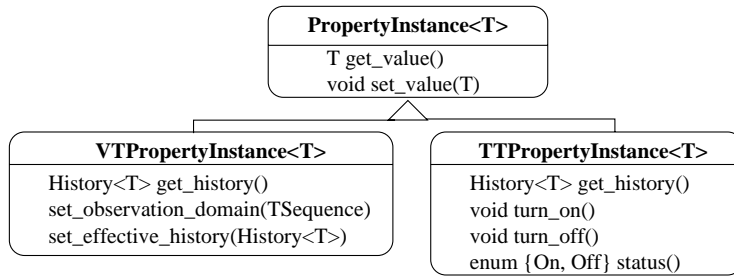 PropertyInstance<T>
T get_value()
void set_value(T)
VTPropertyInstance<T>
History<T> get_history()
set_observation_domain(TSequence)
set_effective_history(History<T>)
TTPropertyInstance<T>
History<T> get_history()
void turn_on()
void turn_off()
enum {On, Off} status()